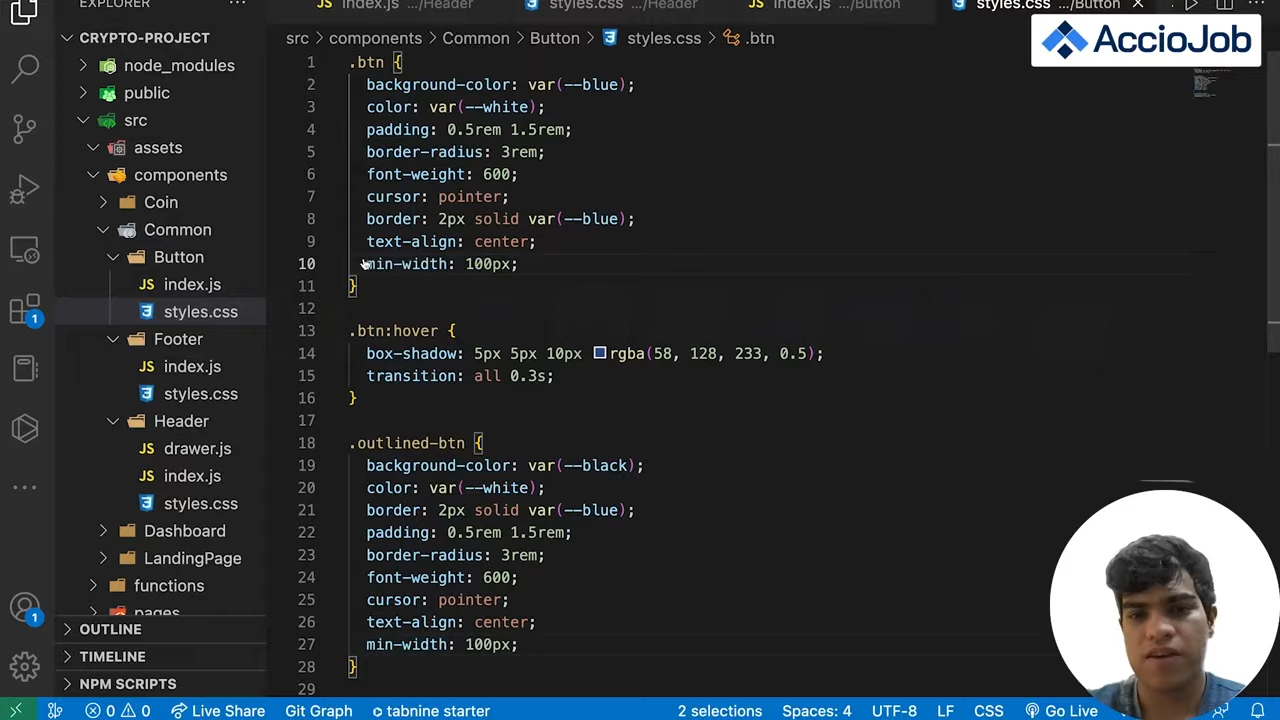 EXPLORER
index.js .../Header
styles.css .../Header
index.js .../Button
styles.css .../Button
AccioJob
CRYPTO-PROJECT
node_modules
public
src
assets
components
Coin
Common
Button
JS index.js
styles.css
Footer
JS index.js
styles.css
Header
JS drawer.js
JS index.js
styles.css
Dashboard
LandingPage
functions
pages
OUTLINE
TIMELINE
NPM SCRIPTS
1
1
src > components > Common > Button > styles.css > .btn
1 .btn {
2 background-color: var(--blue);
3 color: var(--white);
4 padding: 0.5rem 1.5rem;
5 border-radius: 3rem;
6 font-weight: 600;
7 cursor: pointer;
8 border: 2px solid var(--blue);
9 text-align: center;
10 min-width: 100px;
11 }
12
13 .btn:hover {
14 box-shadow: 5px 5px 10px rgba(58, 128, 233, 0.5);
15 transition: all 0.3s;
16 }
17
18 .outlined-btn {
19 background-color: var(--black);
20 color: var(--white);
21 border: 2px solid var(--blue);
22 padding: 0.5rem 1.5rem;
23 border-radius: 3rem;
24 font-weight: 600;
25 cursor: pointer;
26 text-align: center;
27 min-width: 100px;
28 }
29
0 0 Live Share Git Graph tabnine starter 2 selections Spaces: 4 UTF-8 LF CSS Go Live